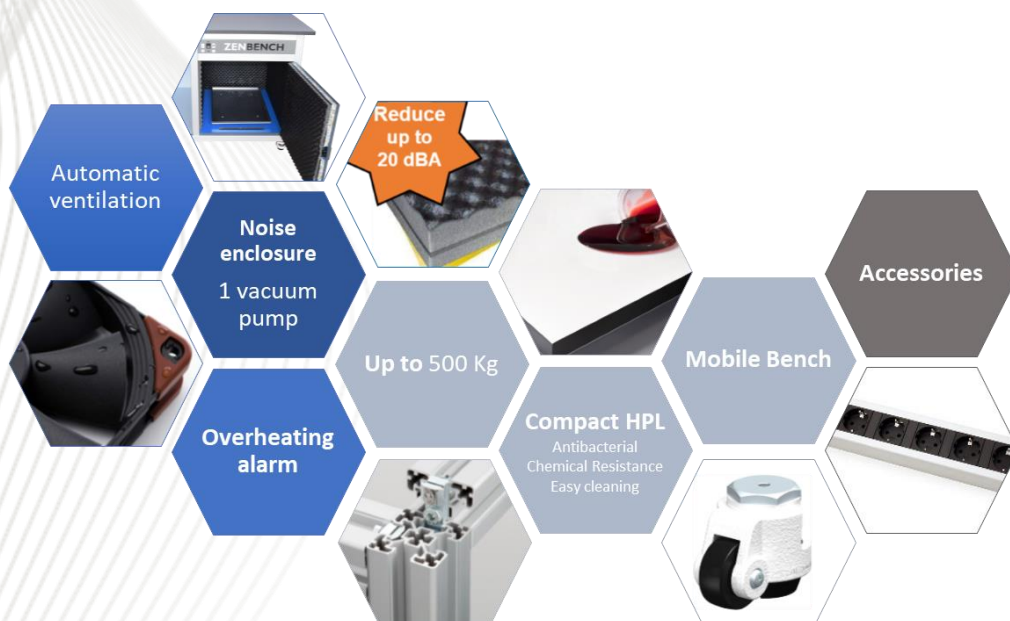 ZENBENCH
Reduce
up to
20 dBA
Automatic
ventilation
Noise
enclosure
1 vacuum
pump
Accessories
Up to 500 Kg
Mobile Bench
Compact HPL
Antibacterial
Chemical Resistance
Easy cleaning
Overheating
alarm